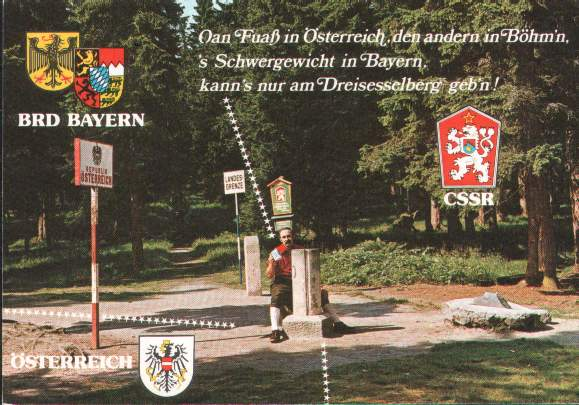 Oan Fuaß in Österreich, den andern in Böhm'n,
's Schwergewicht in Bayern,
kann's nur am Dreisesselberg geb'n!
BRD BAYERN
REPUBLIK
ÖSTERREICH
LANDES
GRENZE
CSSR
ÖSTERREICH